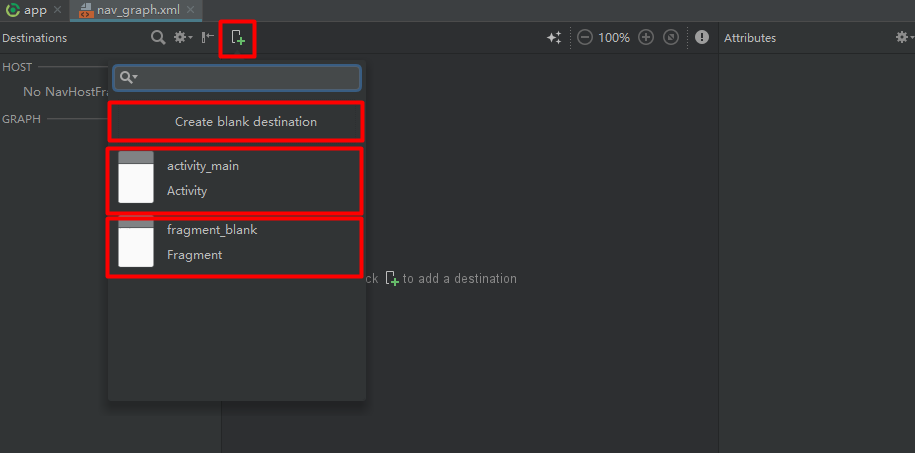 app
nav_graph.xml
Destinations
100%
Attributes
HOST
No NavHostFra
GRAPH
Create blank destination
activity_main
Activity
fragment_blank
Fragment
ck to add a destination